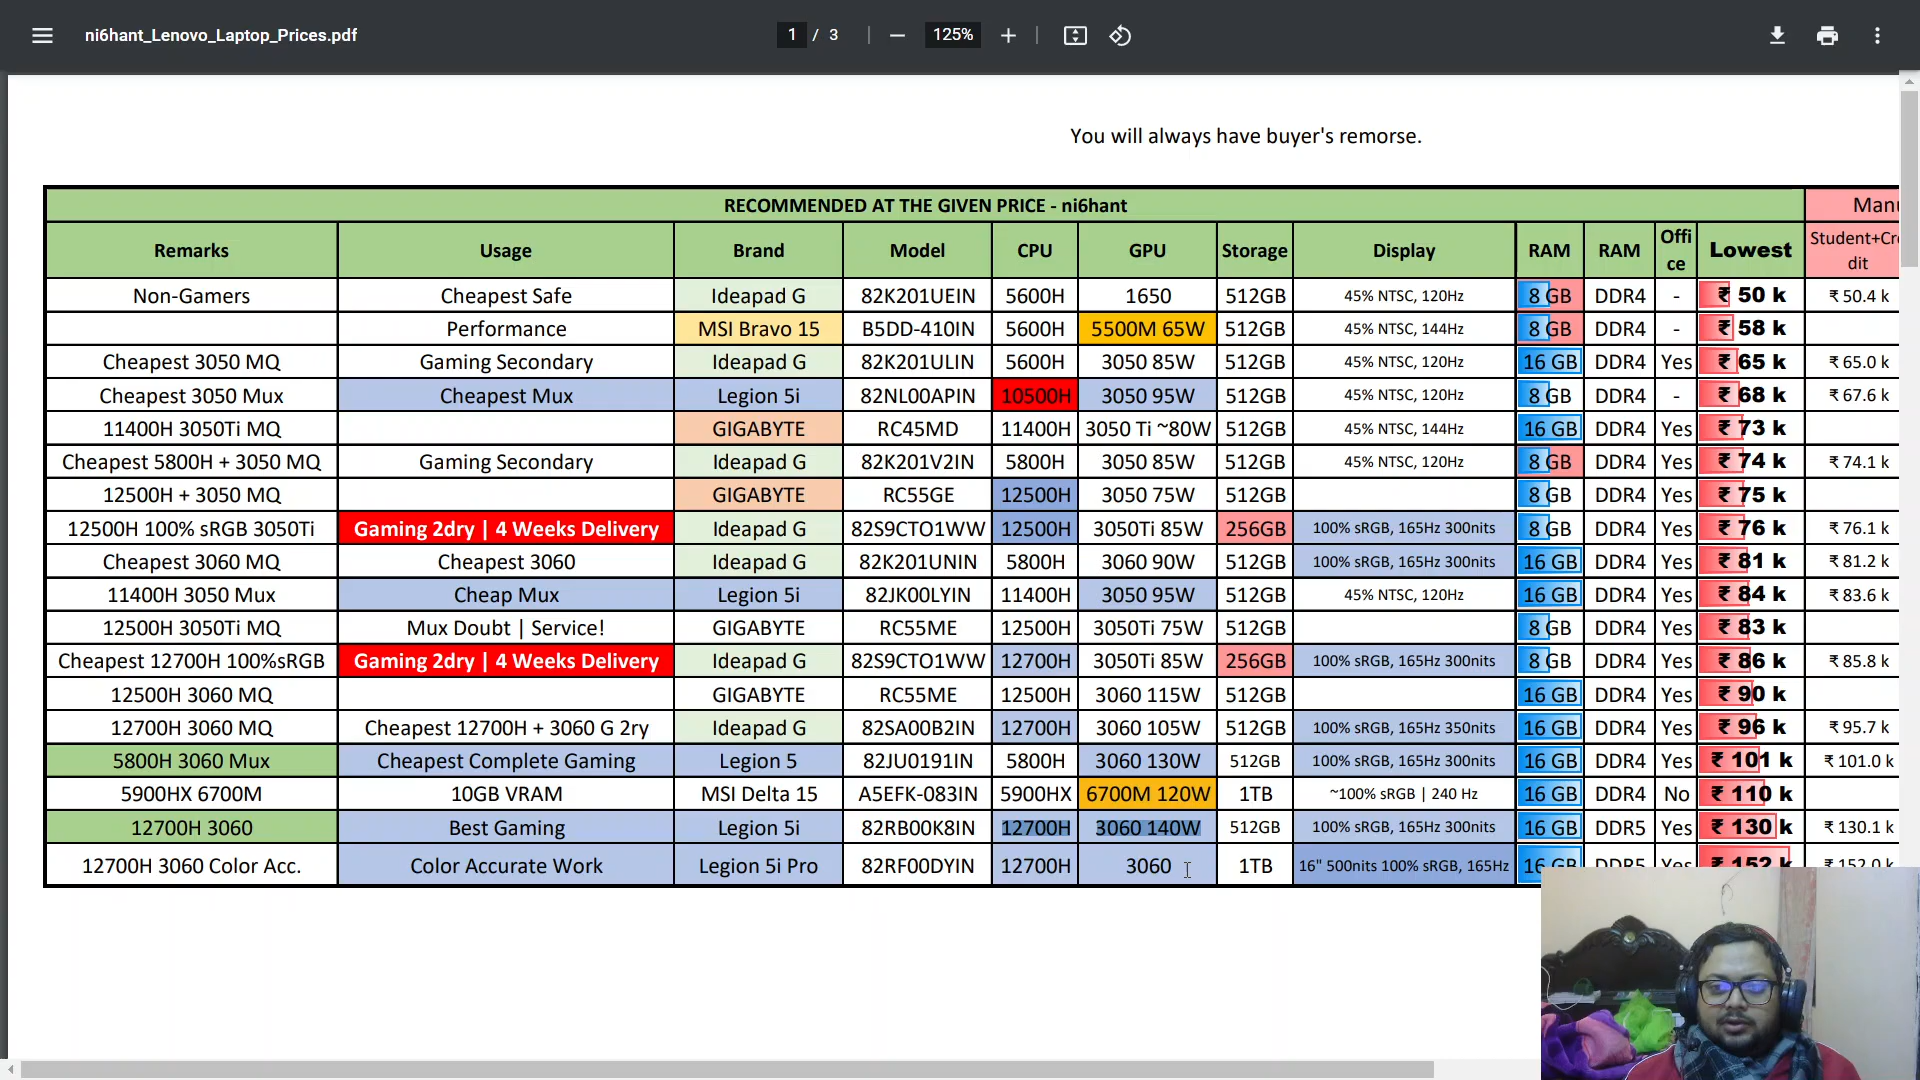 ni6hant_Lenovo_Laptop_Prices.pdf 1 / 3 125%
You will always have buyer's remorse.
RECOMMENDED AT THE GIVEN PRICE - ni6hant
Remarks Usage Brand Model CPU GPU Storage Display RAM RAM Offi ce Lowest Student+Cr dit
Non-Gamers Cheapest Safe Ideapad G 82K201UEIN 5600H 1650 512GB 45% NTSC, 120Hz 8 GB DDR4 - ₹ 50 k ₹ 50.4 k
Performance MSI Bravo 15 B5DD-410IN 5600H 5500M 65W 512GB 45% NTSC, 144Hz 8 GB DDR4 - ₹ 58 k
Cheapest 3050 MQ Gaming Secondary Ideapad G 82K201ULIN 5600H 3050 85W 512GB 45% NTSC, 120Hz 16 GB DDR4 Yes ₹ 65 k ₹ 65.0 k
Cheapest 3050 Mux Cheapest Mux Legion 5i 82NL00APIN 10500H 3050 95W 512GB 45% NTSC, 120Hz 8 GB DDR4 - ₹ 68 k ₹ 67.6 k
11400H 3050Ti MQ GIGABYTE RC45MD 11400H 3050 Ti ~80W 512GB 45% NTSC, 144Hz 16 GB DDR4 Yes ₹ 73 k
Cheapest 5800H + 3050 MQ Gaming Secondary Ideapad G 82K201V2IN 5800H 3050 85W 512GB 45% NTSC, 120Hz 8 GB DDR4 Yes ₹ 74 k ₹ 74.1 k
12500H + 3050 MQ GIGABYTE RC55GE 12500H 3050 75W 512GB 8 GB DDR4 Yes ₹ 75 k
12500H 100% sRGB 3050Ti Gaming 2dry | 4 Weeks Delivery Ideapad G 82S9CTO1WW 12500H 3050Ti 85W 256GB 100% sRGB, 165Hz 300nits 8 GB DDR4 Yes ₹ 76 k ₹ 76.1 k
Cheapest 3060 MQ Cheapest 3060 Ideapad G 82K201UNIN 5800H 3060 90W 512GB 100% sRGB, 165Hz 300nits 16 GB DDR4 Yes ₹ 81 k ₹ 81.2 k
11400H 3050 Mux Cheap Mux Legion 5i 82JK00LYIN 11400H 3050 95W 512GB 45% NTSC, 120Hz 16 GB DDR4 Yes ₹ 84 k ₹ 83.6 k
12500H 3050Ti MQ Mux Doubt | Service! GIGABYTE RC55ME 12500H 3050Ti 75W 512GB 8 GB DDR4 Yes ₹ 83 k
Cheapest 12700H 100%sRGB Gaming 2dry | 4 Weeks Delivery Ideapad G 82S9CTO1WW 12700H 3050Ti 85W 256GB 100% sRGB, 165Hz 300nits 8 GB DDR4 Yes ₹ 86 k ₹ 85.8 k
12500H 3060 MQ GIGABYTE RC55ME 12500H 3060 115W 512GB 16 GB DDR4 Yes ₹ 90 k
12700H 3060 MQ Cheapest 12700H + 3060 G 2ry Ideapad G 82SA00B2IN 12700H 3060 105W 512GB 100% sRGB, 165Hz 350nits 16 GB DDR4 Yes ₹ 96 k ₹ 95.7 k
5800H 3060 Mux Cheapest Complete Gaming Legion 5 82JU0191IN 5800H 3060 130W 512GB 100% sRGB, 165Hz 300nits 16 GB DDR4 Yes ₹ 101 k ₹ 101.0 k
5900HX 6700M 10GB VRAM MSI Delta 15 A5EFK-083IN 5900HX 6700M 120W 1TB ~100% sRGB | 240 Hz 16 GB DDR4 No ₹ 110 k
12700H 3060 Best Gaming Legion 5i 82RB00K8IN 12700H 3060 140W 512GB 100% sRGB, 165Hz 300nits 16 GB DDR5 Yes ₹ 130 k ₹ 130.1 k
12700H 3060 Color Acc. Color Accurate Work Legion 5i Pro 82RF00DYIN 12700H 3060 1TB 16" 500nits 100% sRGB, 165Hz 16 GB DDR5 Yes ₹ 152 k ₹ 152.0 k